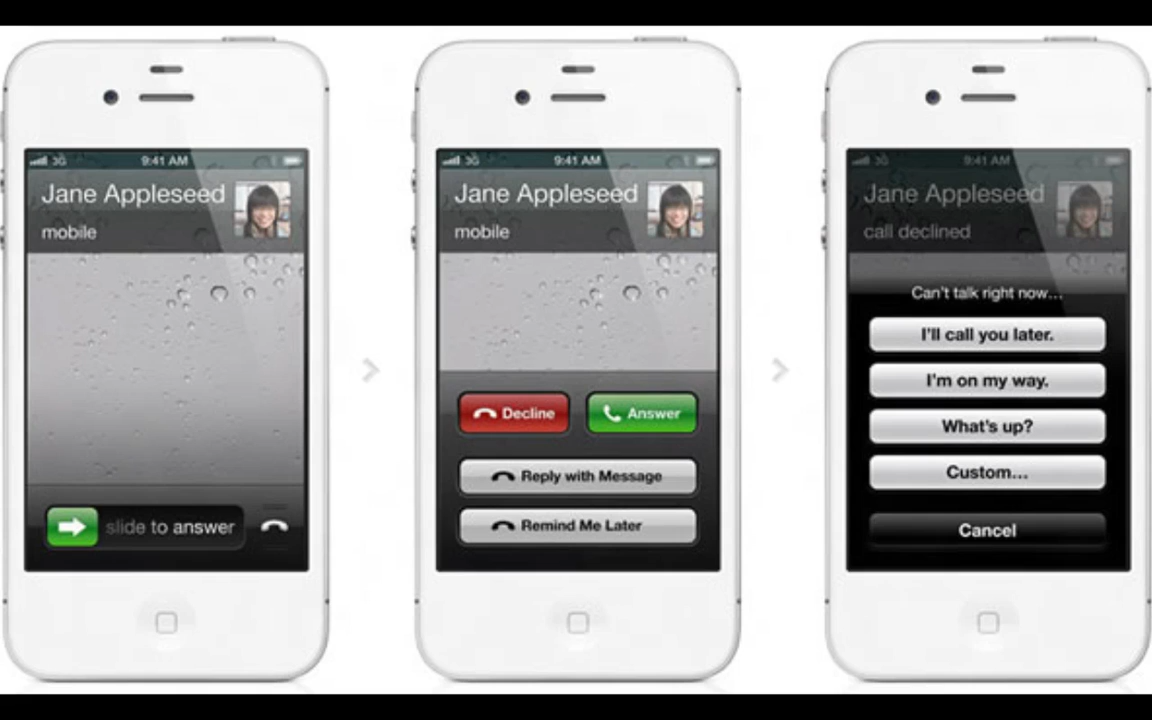 3G 9:41 AM
Jane Appleseed
mobile
slide to answer
3G 9:41 AM
Jane Appleseed
mobile
Decline Answer
Reply with Message
Remind Me Later
3G 9:41 AM
Jane Appleseed
call declined
Can't talk right now...
I'll call you later.
I'm on my way.
What's up?
Custom...
Cancel